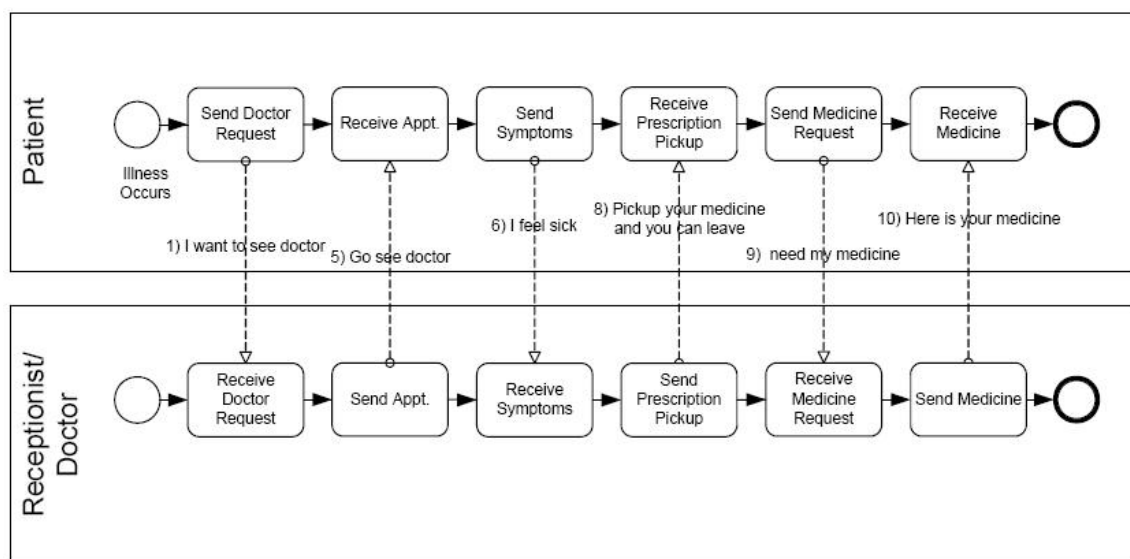 Patient
Send Doctor
Request
Receive Appt.
Send
Symptoms
Receive
Prescription
Pickup
Send Medicine
Request
Receive
Medicine
Illness
Occurs
1) I want to see doctor
5) Go see doctor
6) I feel sick
8) Pickup your medicine
and you can leave
9) need my medicine
10) Here is your medicine
Receptionist/
Doctor
Receive
Doctor
Request
Send Appt.
Receive
Symptoms
Send
Prescription
Pickup
Receive
Medicine
Request
Send Medicine